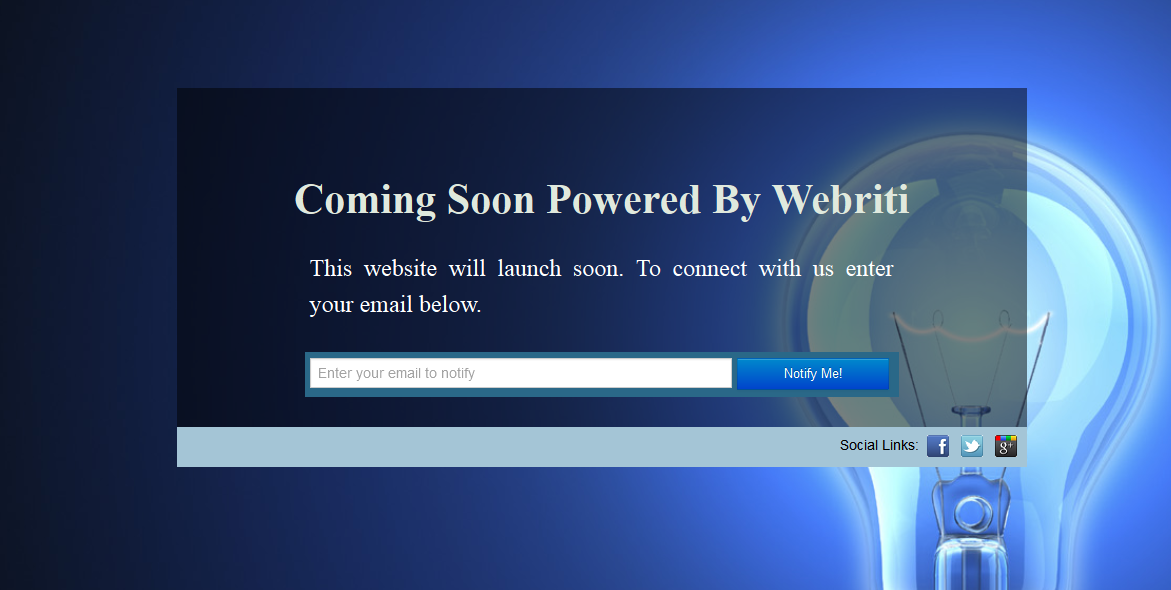 Coming Soon Powered By Webriti
This website will launch soon. To connect with us enter
your email below.
Enter your email to notify
Notify Me!
Social Links:
f
g+